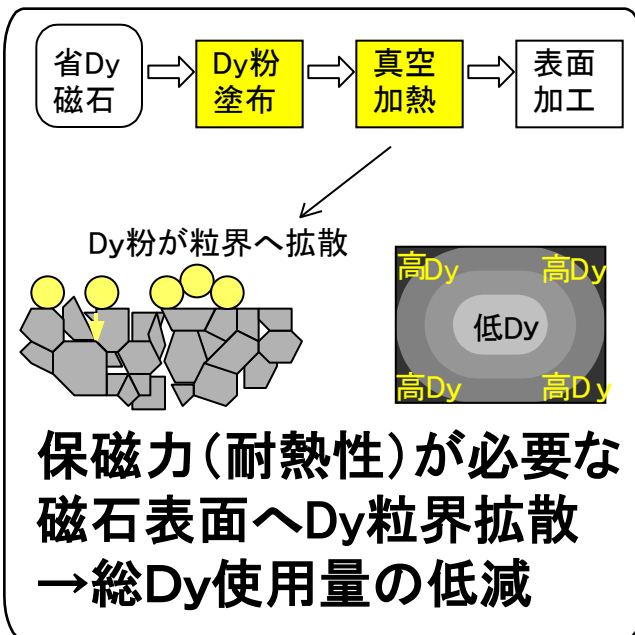 省Dy
磁石
Dy粉
塗布
真空
加熱
表面
加工
Dy粉が粒界へ拡散
高Dy
高Dy
低Dy
高Dy
高Dy
保磁力（耐熱性）が必要な
磁石表面へDy粒界拡散
→総Dy使用量の低減